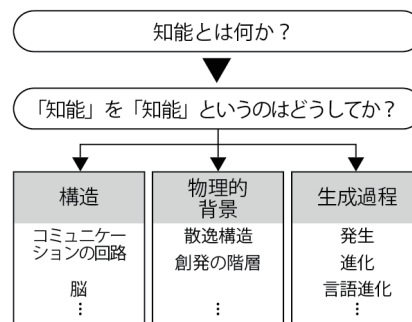 知能とは何か？
「知能」を「知能」というのはどうしてか？
構造
コミュニケー
ションの回路
脳
⋮
物理的
背景
散逸構造
創発の階層
⋮
生成過程
発生
進化
言語進化
⋮